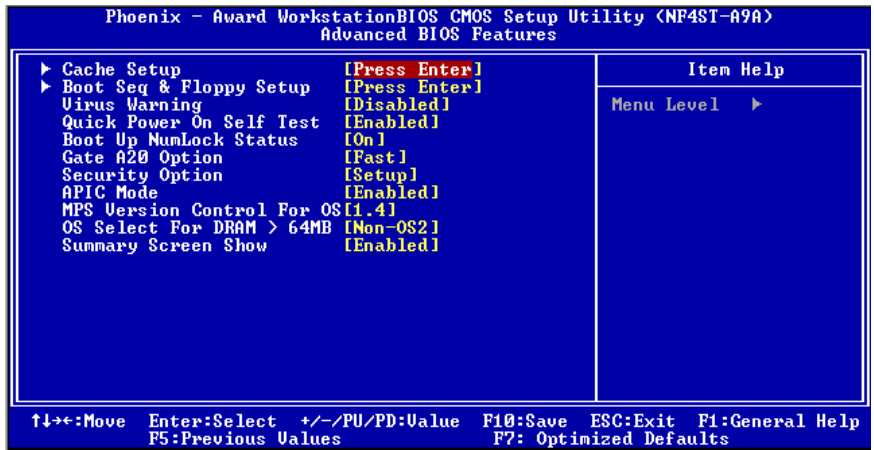 Phoenix - Award WorkstationBIOS CMOS Setup Utility (NF4ST-A9A)
Advanced BIOS Features
▶ Cache Setup [Press Enter]
▶ Boot Seq & Floppy Setup [Press Enter]
Virus Warning [Disabled]
Quick Power On Self Test [Enabled]
Boot Up NumLock Status [On]
Gate A20 Option [Fast]
Security Option [Setup]
APIC Mode [Enabled]
MPS Version Control For OS[1.4]
OS Select For DRAM > 64MB [Non-OS2]
Summary Screen Show [Enabled]
Item Help
Menu Level ▶
↑↓→←:Move Enter:Select +/-/PU/PD:Value F10:Save ESC:Exit F1:General Help
F5:Previous Values F7: Optimized Defaults